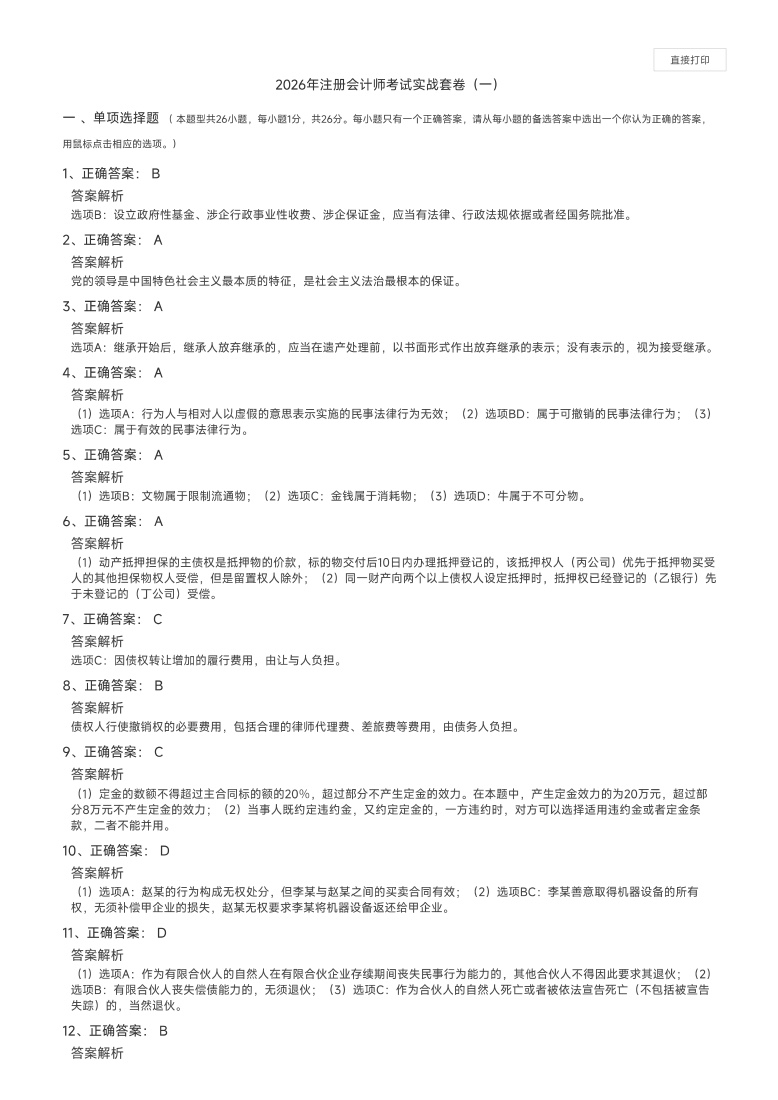 直接打印
2026年注册会计师考试实战套卷（一）
一 、单项选择题 （ 本题型共26小题，每小题1分，共26分。每小题只有一个正确答案，请从每小题的备选答案中选出一个你认为正确的答案，
用鼠标点击相应的选项。）
1、正确答案： B
答案解析
选项B：设立政府性基金、涉企行政事业性收费、涉企保证金，应当有法律、行政法规依据或者经国务院批准。
2、正确答案： A
答案解析
党的领导是中国特色社会主义最本质的特征，是社会主义法治最根本的保证。
3、正确答案： A
答案解析
选项A：继承开始后，继承人放弃继承的，应当在遗产处理前，以书面形式作出放弃继承的表示；没有表示的，视为接受继承。
4、正确答案： A
答案解析
（1）选项A：行为人与相对人以虚假的意思表示实施的民事法律行为无效；（2）选项BD：属于可撤销的民事法律行为；（3）
选项C：属于有效的民事法律行为。
5、正确答案： A
答案解析
（1）选项B：文物属于限制流通物；（2）选项C：金钱属于消耗物；（3）选项D：牛属于不可分物。
6、正确答案： A
答案解析
（1）动产抵押担保的主债权是抵押物的价款，标的物交付后10日内办理抵押登记的，该抵押权人（丙公司）优先于抵押物买受
人的其他担保物权人受偿，但是留置权人除外；（2）同一财产向两个以上债权人设定抵押时，抵押权已经登记的（乙银行）先
于未登记的（丁公司）受偿。
7、正确答案： C
答案解析
选项C：因债权转让增加的履行费用，由让与人负担。
8、正确答案： B
答案解析
债权人行使撤销权的必要费用，包括合理的律师代理费、差旅费等费用，由债务人负担。
9、正确答案： C
答案解析
（1）定金的数额不得超过主合同标的额的20%，超过部分不产生定金的效力。在本题中，产生定金效力的为20万元，超过部
分8万元不产生定金的效力；（2）当事人既约定违约金，又约定定金的，一方违约时，对方可以选择适用违约金或者定金条
款，二者不能并用。
10、正确答案： D
答案解析
（1）选项A：赵某的行为构成无权处分，但李某与赵某之间的买卖合同有效；（2）选项BC：李某善意取得机器设备的所有
权，无须补偿甲企业的损失，赵某无权要求李某将机器设备返还给甲企业。
11、正确答案： D
答案解析
（1）选项A：作为有限合伙人的自然人在有限合伙企业存续期间丧失民事行为能力的，其他合伙人不得因此要求其退伙；（2）
选项B：有限合伙人丧失偿债能力的，无须退伙；（3）选项C：作为合伙人的自然人死亡或者被依法宣告死亡（不包括被宣告
失踪）的，当然退伙。
12、正确答案： B
答案解析